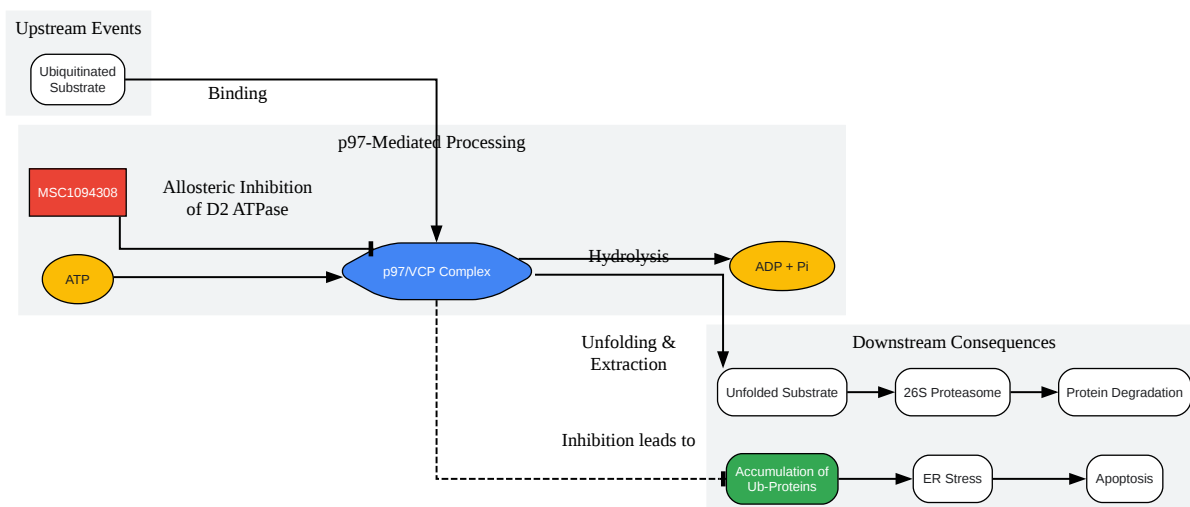 Upstream Events
Ubiquitinated
Substrate
Binding
p97-Mediated Processing
MSC1094308
Allosteric Inhibition
of D2 ATPase
ATP
p97/VCP Complex
Hydrolysis
ADP + Pi
Unfolding &
Extraction
Downstream Consequences
Unfolded Substrate
26S Proteasome
Protein Degradation
Inhibition leads to
Accumulation of
Ub-Proteins
ER Stress
Apoptosis